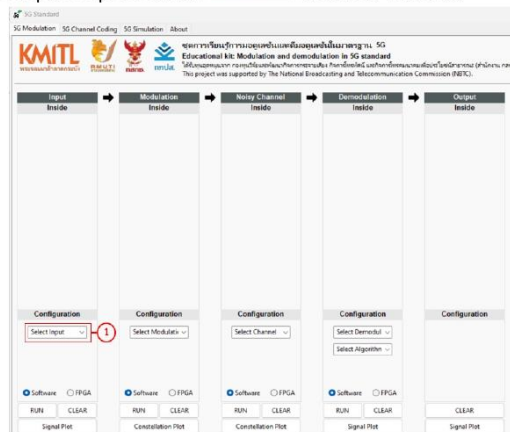 5G Standard
5G Modulation 5G Channel Coding 5G Simulation About
KMITL
ชุดการเรียนรู้การมอดูเลชันและดีมอดูเลชันในมาตรฐาน 5G
Educational kit: Modulation and demodulation in 5G standard
This project was supported by The National Broadcasting and Telecommunication Commission (NBTC).
Input Modulation Noisy Channel Demodulation Output
Inside Inside Inside Inside Inside
Configuration Configuration Configuration Configuration Configuration
Select Input 1 Select Modulatio Select Channel Select Demodul
Select Algorithm
Software FPGA Software FPGA Software FPGA Software FPGA
RUN CLEAR RUN CLEAR RUN CLEAR RUN CLEAR CLEAR
Signal Plot Constellation Plot Constellation Plot Signal Plot Signal Plot